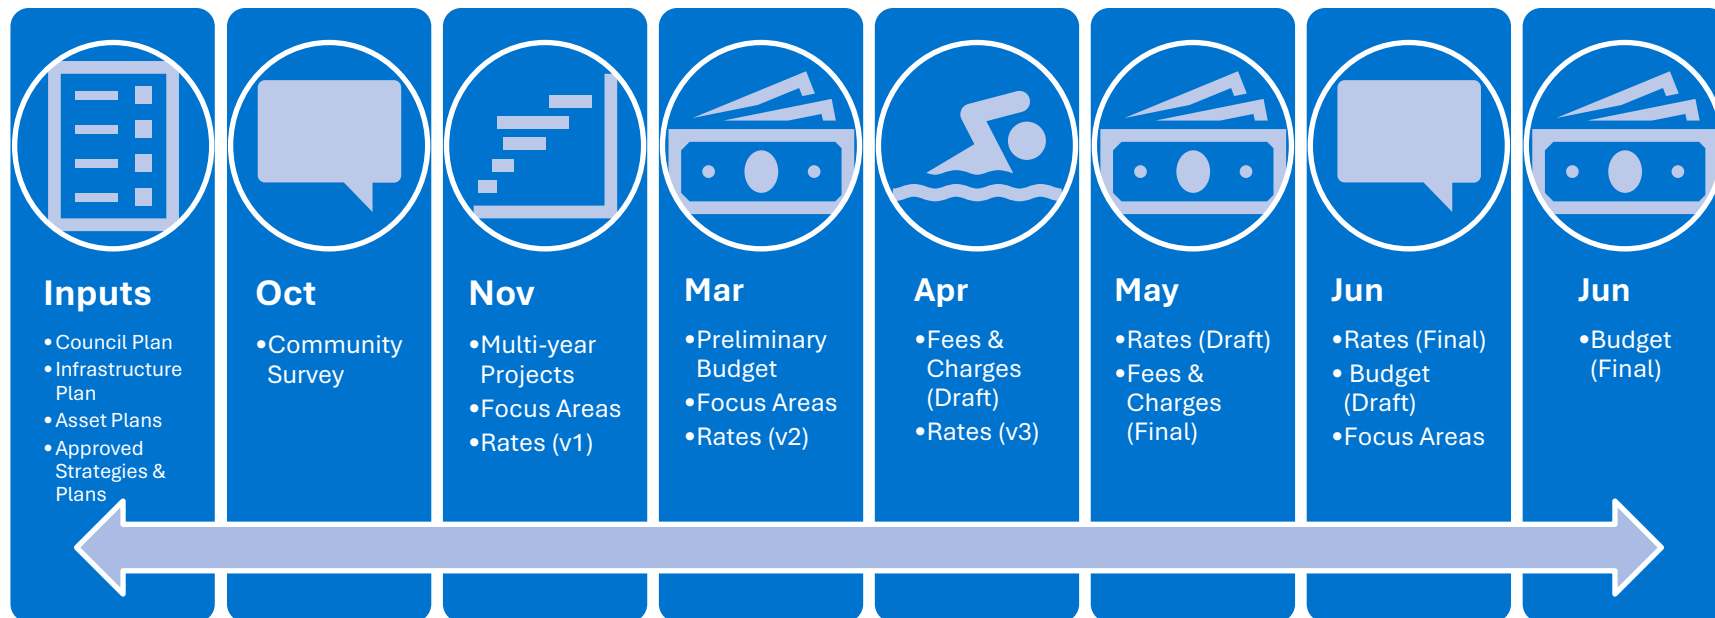 Inputs
•Council Plan
•Infrastructure
Plan
•Asset Plans
•Approved
Strategies &
Plans
Oct
•Community
Survey
Nov
•Multi-year
Projects
•Focus Areas
•Rates (v1)
Mar
•Preliminary
Budget
•Focus Areas
•Rates (v2)
Apr
•Fees &
Charges
(Draft)
•Rates (v3)
May
•Rates (Draft)
•Fees &
Charges
(Final)
Jun
•Rates (Final)
• Budget
(Draft)
•Focus Areas
Jun
•Budget
(Final)